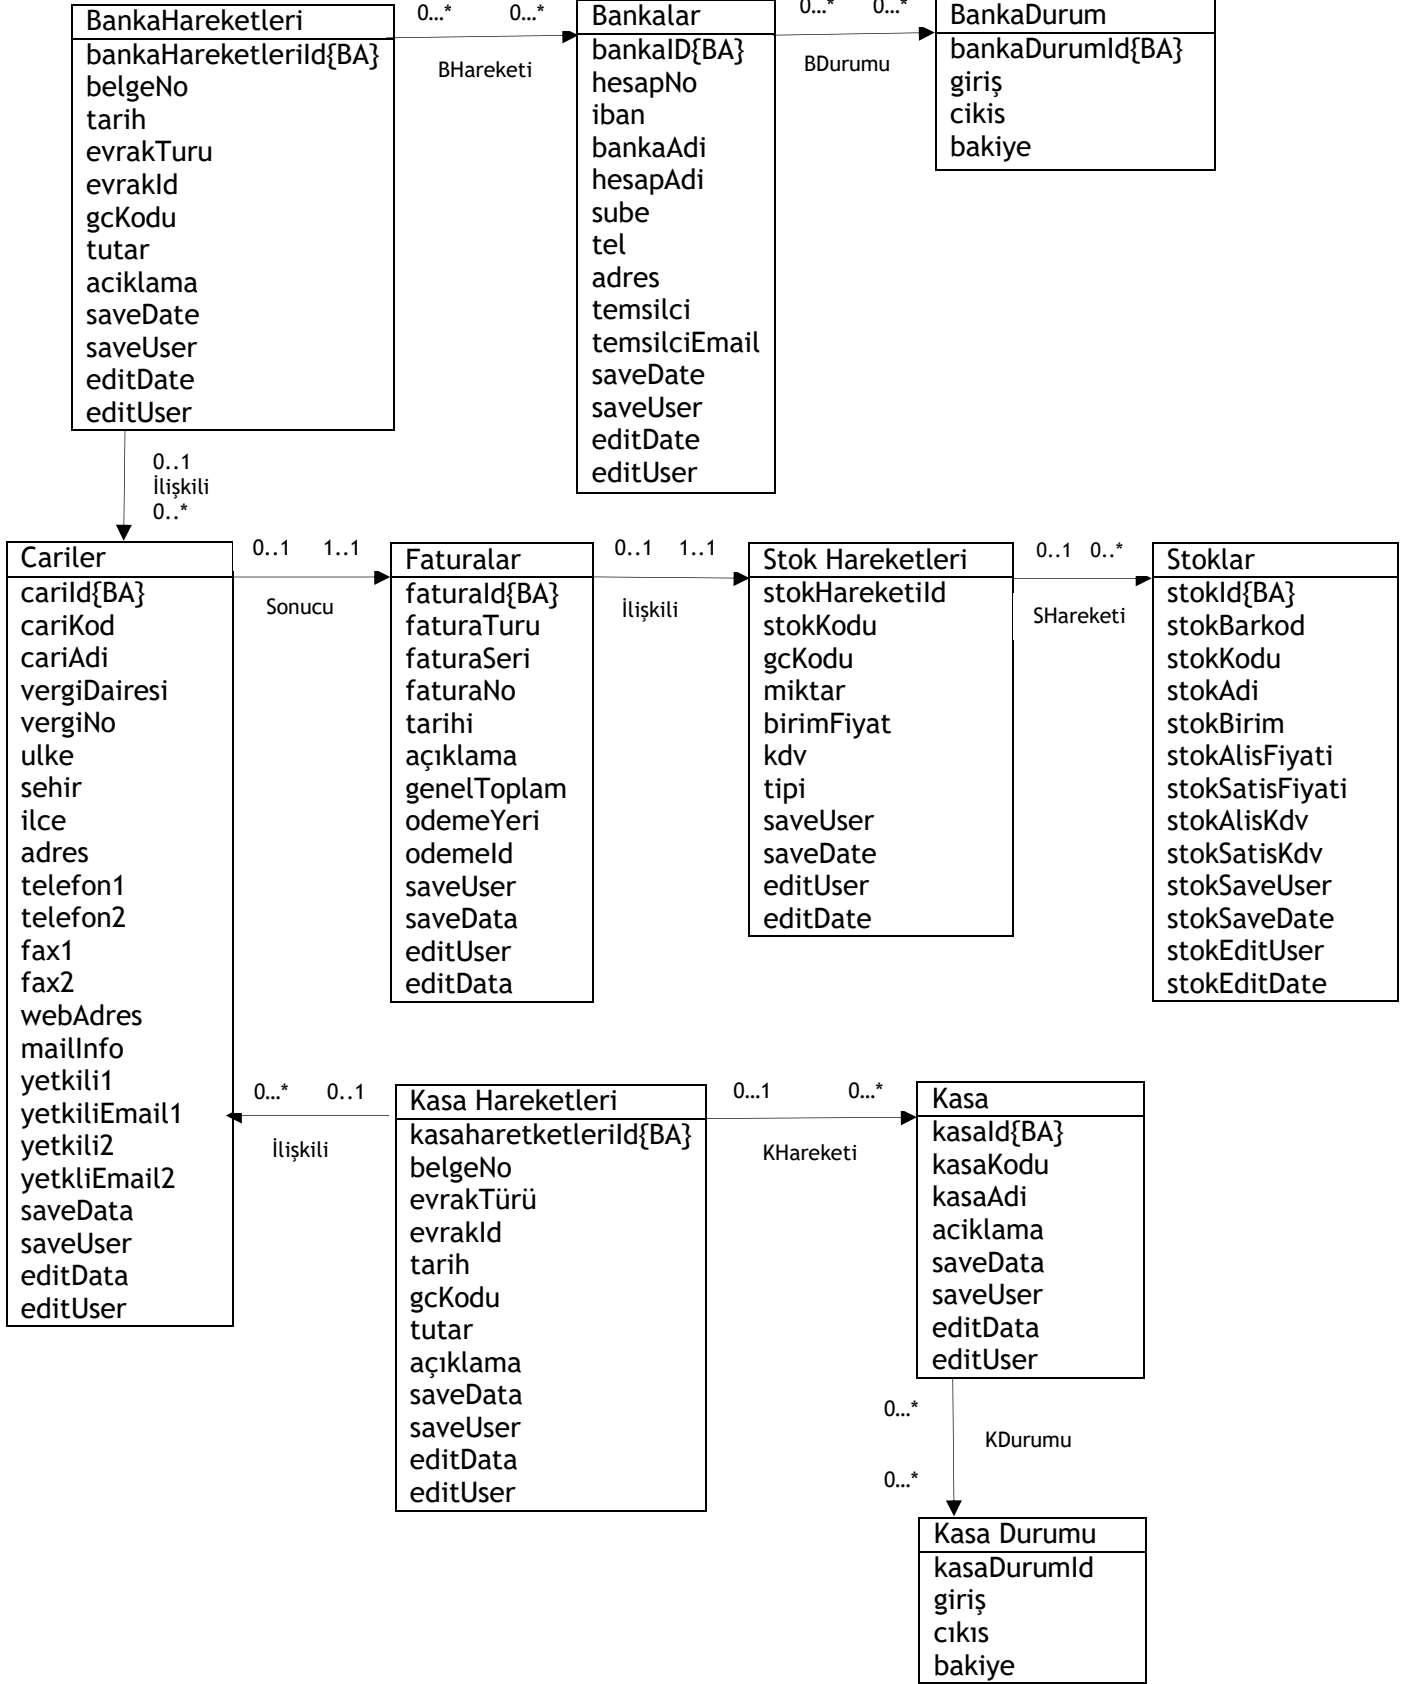 BankaHareketleri
bankaHareketleriId{BA}
belgeNo
tarih
evrakTuru
evrakId
gcKodu
tutar
aciklama
saveDate
saveUser
editDate
editUser
0...* 0...*
BHareketi
Bankalar
bankaID{BA}
hesapNo
iban
bankaAdi
hesapAdi
sube
tel
adres
temsilci
temsilciEmail
saveDate
saveUser
editDate
editUser
0...* 0...*
BDurumu
BankaDurum
bankaDurumId{BA}
giriş
cikis
bakiye
0..1
İlişkili
0..*
Cariler
cariId{BA}
cariKod
cariAdi
vergiDairesi
vergiNo
ulke
sehir
ilce
adres
telefon1
telefon2
fax1
fax2
webAdres
mailInfo
yetkili1
yetkiliEmail1
yetkili2
yetkliEmail2
saveData
saveUser
editData
editUser
0..1 1..1
Sonucu
Faturalar
faturaId{BA}
faturaTuru
faturaSeri
faturaNo
tarihi
açıklama
genelToplam
odemeYeri
odemeId
saveUser
saveData
editUser
editData
0..1 1..1
İlişkili
Stok Hareketleri
stokHareketiId
stokKodu
gcKodu
miktar
birimFiyat
kdv
tipi
saveUser
saveDate
editUser
editDate
0..1 0..*
SHareketi
Stoklar
stokId{BA}
stokBarkod
stokKodu
stokAdi
stokBirim
stokAlisFiyati
stokSatisFiyati
stokAlisKdv
stokSatisKdv
stokSaveUser
stokSaveDate
stokEditUser
stokEditDate
0...* 0..1
İlişkili
Kasa Hareketleri
kasaharetketleriId{BA}
belgeNo
evrakTürü
evrakId
tarih
gcKodu
tutar
açıklama
saveData
saveUser
editData
editUser
0...1 0...*
KHareketi
Kasa
kasaId{BA}
kasaKodu
kasaAdi
aciklama
saveData
saveUser
editData
editUser
0...*
KDurumu
0...*
Kasa Durumu
kasaDurumId
giriş
cıkıs
bakiye